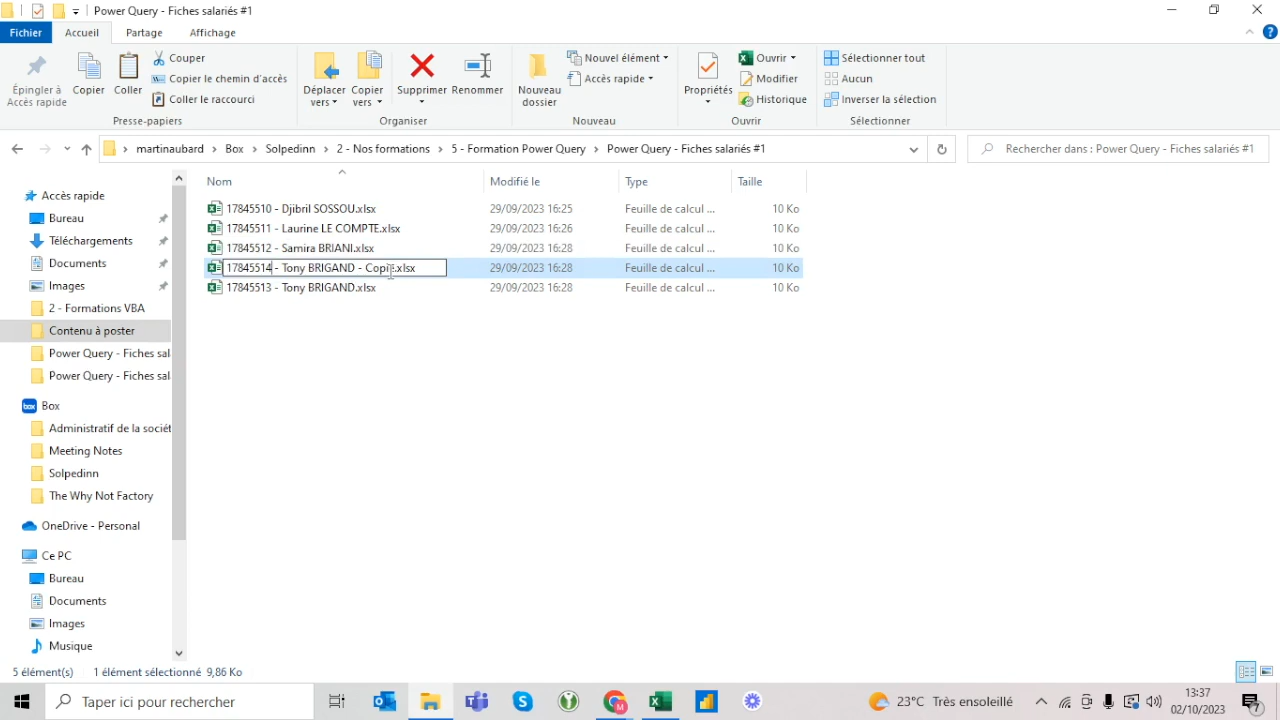 Power Query - Fiches salariés #1
Fichier
Accueil
Partage
Affichage
Épingler à Accès rapide
Copier
Coller
Couper
Copier le chemin d'accès
Coller le raccourci
Presse-papiers
Déplacer vers
Copier vers
Supprimer
Renommer
Organiser
Nouveau dossier
Nouvel élément
Accès rapide
Nouveau
Propriétés
Ouvrir
Modifier
Historique
Ouvrir
Sélectionner tout
Aucun
Inverser la sélection
Sélectionner
martinaubard > Box > Solpedinn > 2 - Nos formations > 5 - Formation Power Query > Power Query - Fiches salariés #1
Rechercher dans : Power Query - Fiches salariés #1
Nom Modifié le Type Taille
17845510 - Djibril SOSSOU.xlsx 29/09/2023 16:25 Feuille de calcul ... 10 Ko
17845511 - Laurine LE COMPTE.xlsx 29/09/2023 16:26 Feuille de calcul ... 10 Ko
17845512 - Samira BRIANI.xlsx 29/09/2023 16:28 Feuille de calcul ... 10 Ko
17845514 - Tony BRIGAND - Copie.xlsx 29/09/2023 16:28 Feuille de calcul ... 10 Ko
17845513 - Tony BRIGAND.xlsx 29/09/2023 16:28 Feuille de calcul ... 10 Ko
Accès rapide
Bureau
Téléchargements
Documents
Images
2 - Formations VBA
Contenu à poster
Power Query - Fiches sal
Power Query - Fiches sal
box Box
Administratif de la sociét
Meeting Notes
Solpedinn
The Why Not Factory
OneDrive - Personal
Ce PC
Bureau
Documents
Images
Musique
5 élément(s) 1 élément sélectionné 9,86 Ko
Taper ici pour rechercher
23°C Très ensoleillé
13:37
02/10/2023
7